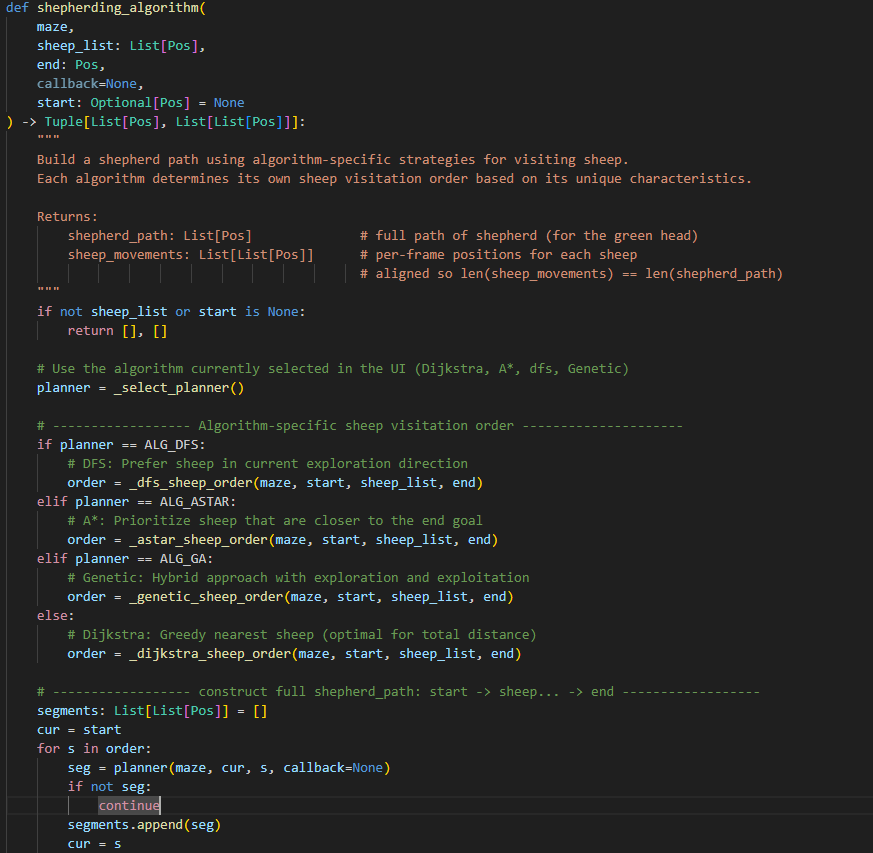 def shepherding_algorithm(
    maze,
    sheep_list: List[Pos],
    end: Pos,
    callback=None,
    start: Optional[Pos] = None
) -> Tuple[List[Pos], List[List[Pos]]]:
    """
    Build a shepherd path using algorithm-specific strategies for visiting sheep.
    Each algorithm determines its own sheep visitation order based on its unique characteristics.

    Returns:
        shepherd_path: List[Pos]              # full path of shepherd (for the green head)
        sheep_movements: List[List[Pos]]      # per-frame positions for each sheep
                                              # aligned so len(sheep_movements) == len(shepherd_path)
    """
    if not sheep_list or start is None:
        return [], []

    # Use the algorithm currently selected in the UI (Dijkstra, A*, dfs, Genetic)
    planner = _select_planner()

    # ------------------ Algorithm-specific sheep visitation order ---------------------
    if planner == ALG_DFS:
        # DFS: Prefer sheep in current exploration direction
        order = _dfs_sheep_order(maze, start, sheep_list, end)
    elif planner == ALG_ASTAR:
        # A*: Prioritize sheep that are closer to the end goal
        order = _astar_sheep_order(maze, start, sheep_list, end)
    elif planner == ALG_GA:
        # Genetic: Hybrid approach with exploration and exploitation
        order = _genetic_sheep_order(maze, start, sheep_list, end)
    else:
        # Dijkstra: Greedy nearest sheep (optimal for total distance)
        order = _dijkstra_sheep_order(maze, start, sheep_list, end)

    # ------------------ construct full shepherd_path: start -> sheep... -> end ------------------
    segments: List[List[Pos]] = []
    cur = start
    for s in order:
        seg = planner(maze, cur, s, callback=None)
        if not seg:
            continue
        segments.append(seg)
        cur = s